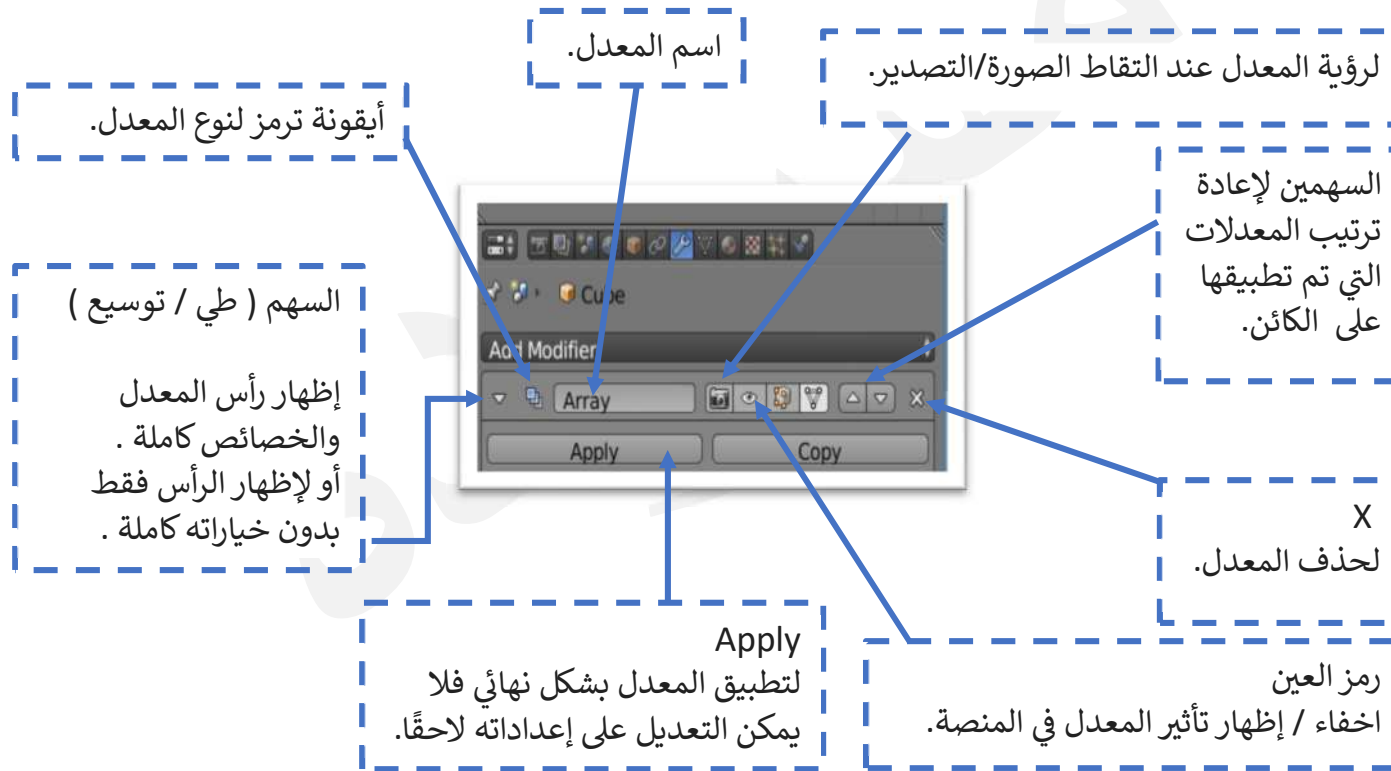 اسم المعدل.
لرؤية المعدل عند التقاط الصورة/التصدير.
أيقونة ترمز لنوع المعدل.
السهمين لإعادة
ترتيب المعدلات
التي تم تطبيقها
على الكائن.
السهم ( طي / توسيع )
إظهار رأس المعدل
والخصائص كاملة .
أو لإظهار الرأس فقط
بدون خياراته كاملة .
Cube
Add Modifier
Array
Apply
Copy
X
لحذف المعدل.
Apply
لتطبيق المعدل بشكل نهائي فلا
يمكن التعديل على إعداداته لاحقًا.
رمز العين
اخفاء / إظهار تأثير المعدل في المنصة.